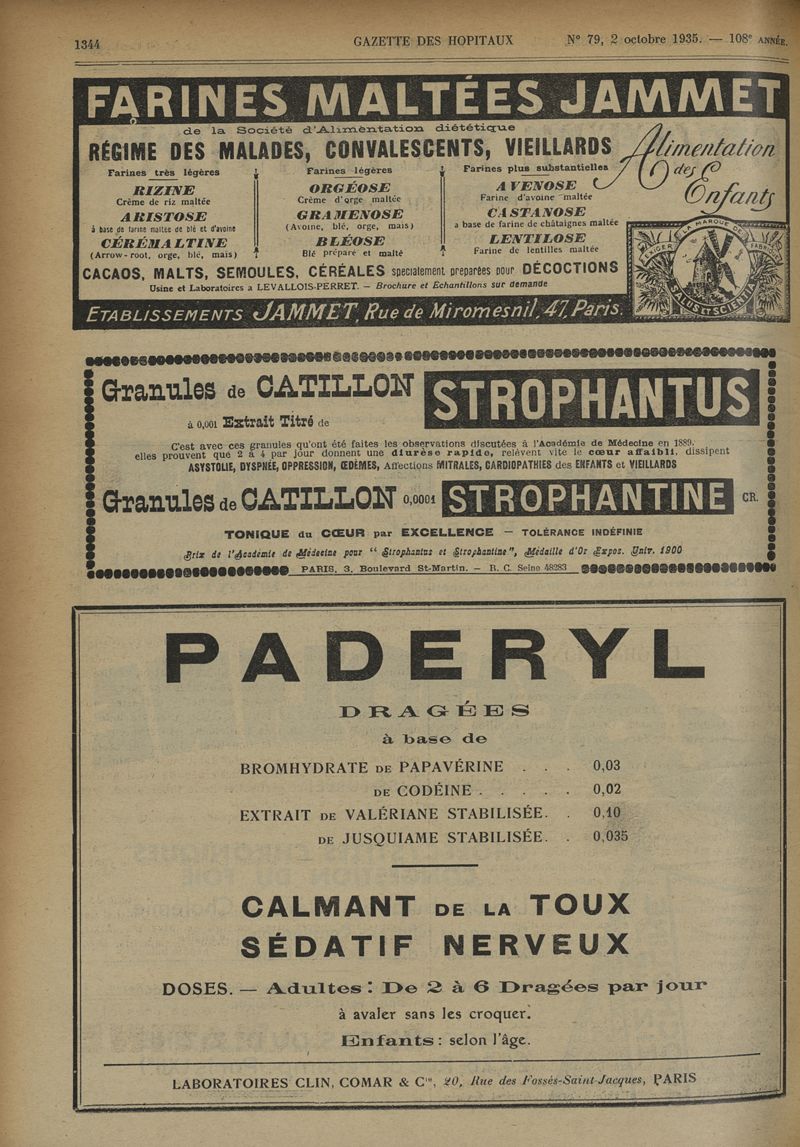 1344 GAZETTE DES HOPITAUX N° 79, 2 octobre 1935. — 108e ANNÉE.
FARINES MALTÉES JAMMET
de la Société d'Alimentation diététique
RÉGIME DES MALADES, CONVALESCENTS, VIEILLARDS
Alimentation
des
Enfants
Farines très légères
RIZINE
Crème de riz maltée
ARISTOSE
à base de farine maltée de blé et d'avoine
CÉRÉMALTINE
(Arrow-root, orge, blé, maïs)
Farines légères
ORGÉOSE
Crème d'orge maltée
GRAMENOSE
(Avoine, blé, orge, maïs)
BLÉOSE
Blé préparé et malté
Farines plus substantielles
AVENOSE
Farine d'avoine maltée
CASTANOSE
a base de farine de châtaignes maltée
LENTILOSE
Farine de lentilles maltée
CACAOS, MALTS, SEMOULES, CÉRÉALES specialement preparées pour DÉCOCTIONS
Usine et Laboratoires a LEVALLOIS-PERRET. — Brochure et Echantillons sur demande
ETABLISSEMENTS JAMMET, Rue de Miromesnil, 47, Paris.
EXIGER LA MARQUE DE FABRIQUE
SALUS ET SCIENTIA
Granules de CATILLON STROPHANTUS
à 0,001 Extrait Titré de
C'est avec ces granules qu'ont été faites les observations discutées à l'Académie de Médecine en 1889.
elles prouvent que 2 à 4 par jour donnent une diurèse rapide, relèvent vite le cœur affaibli, dissipent
ASYSTOLIE, DYSPNÉE, OPPRESSION, ŒDÈMES, Affections MITRALES, CARDIOPATHIES des ENFANTS et VIEILLARDS
Granules de CATILLON 0,0001 STROPHANTINE CR.
TONIQUE du CŒUR par EXCELLENCE — TOLÉRANCE INDÉFINIE
Prix de l'Académie de Médecine pour "Strophantus et Strophantine", Médaille d'Or Expos. Univ. 1900
PARIS, 3, Boulevard St-Martin. — R. C. Seine 48283
PADERYL
DRAGÉES
à base de
BROMHYDRATE DE PAPAVÉRINE . . . 0,03
DE CODÉINE . . . . . 0,02
EXTRAIT DE VALÉRIANE STABILISÉE. . 0,10
DE JUSQUIAME STABILISÉE. . 0,035
CALMANT DE LA TOUX
SÉDATIF NERVEUX
DOSES. — Adultes : De 2 à 6 Dragées par jour
à avaler sans les croquer.
Enfants : selon l'âge.
LABORATOIRES CLIN, COMAR & Cie, 20, Rue des Fossés-Saint-Jacques, PARIS